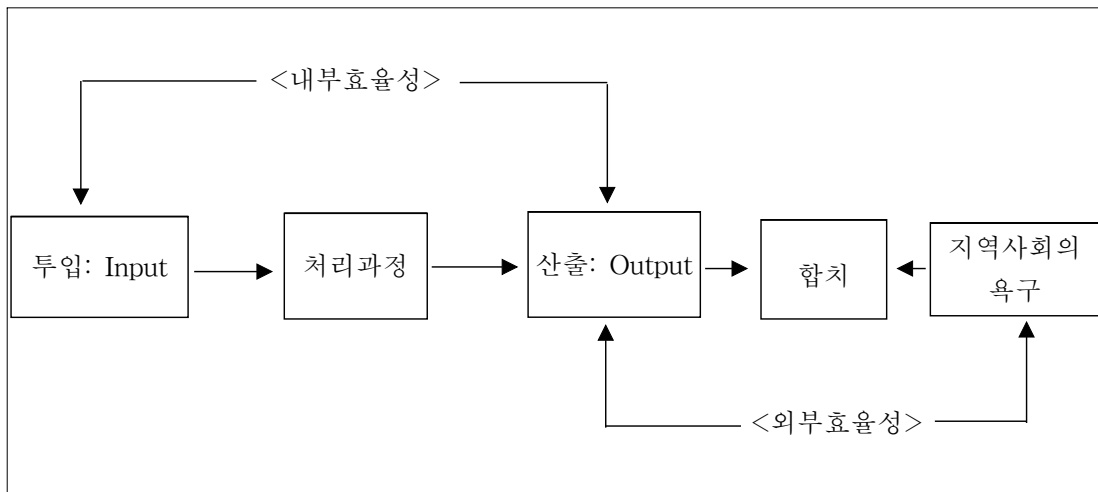 <내부효율성>
투입: Input
처리과정
산출: Output
합치
지역사회의
욕구
<외부효율성>